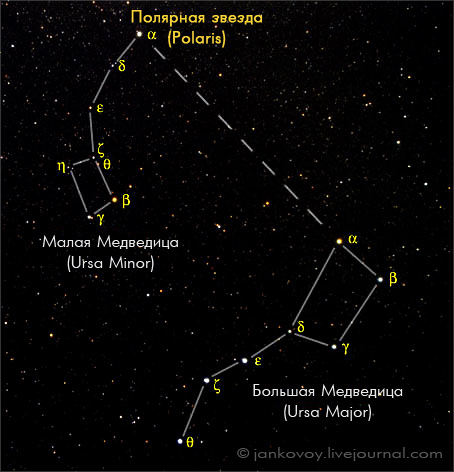 Полярная звезда
(Polaris)
α
δ
ε
ζ
θ
η
β
γ
Малая Медведица
(Ursa Minor)
α
β
δ
γ
ε
ζ
θ
Большая Медведица
(Ursa Major)
© jankovoy.livejournal.com